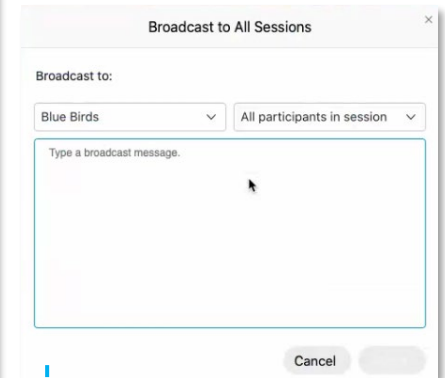 Broadcast to All Sessions
Broadcast to:
Blue Birds
All participants in session
Type a broadcast message.
Cancel